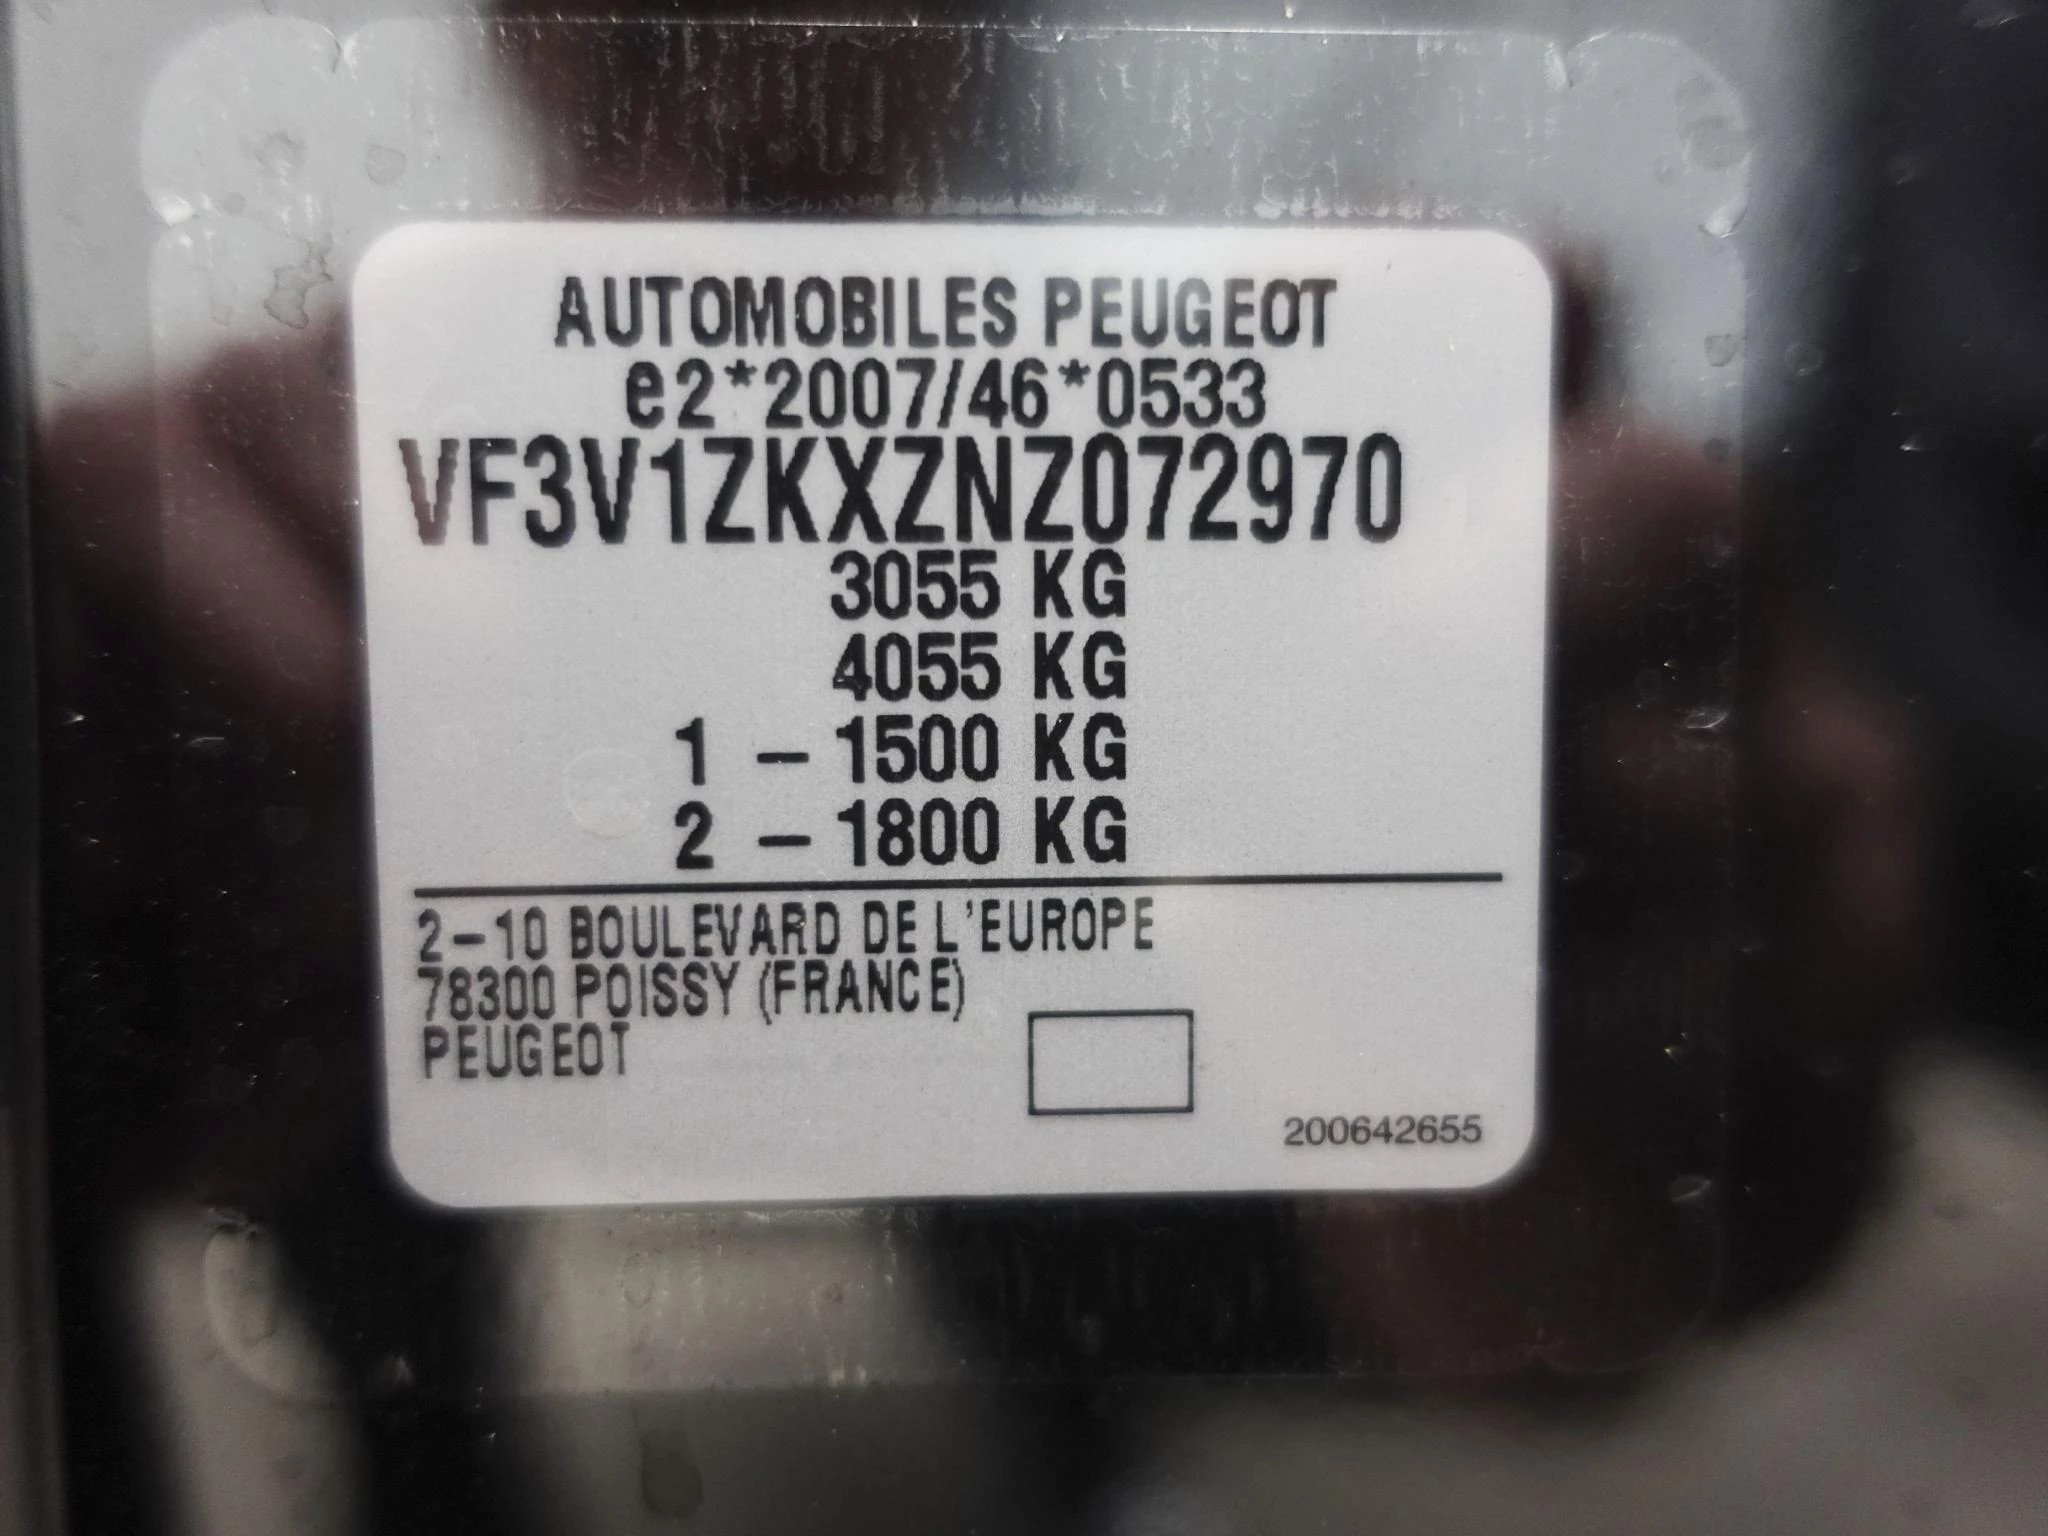 AUTOMOBILES PEUGEOT
e2*2007/46*0533
VF3V1ZKXZNZ072970
3055 KG
4055 KG
1 – 1500 KG
2 – 1800 KG
2–10 BOULEVARD DE L'EUROPE
78300 POISSY (FRANCE)
PEUGEOT
200642655